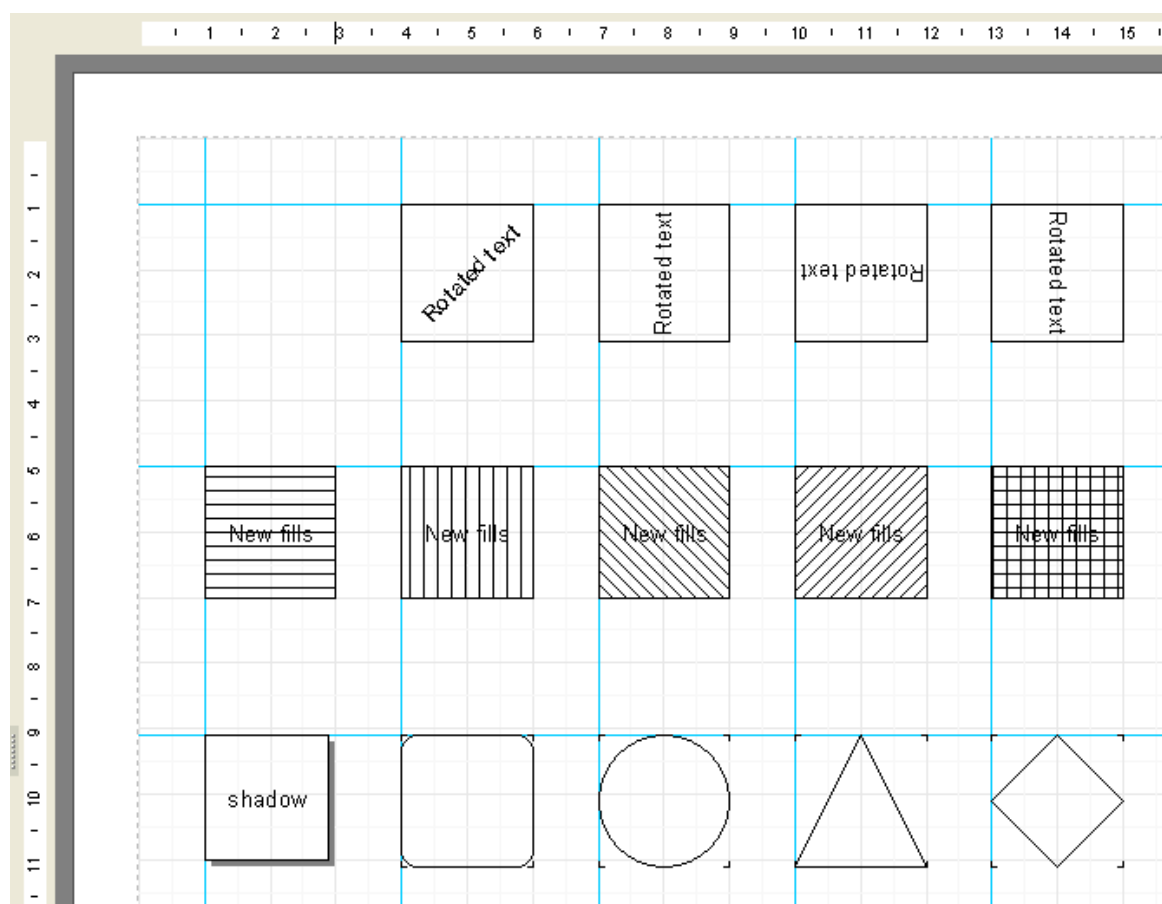 1 2 3 4 5 6 7 8 9 10 11 12 13 14 15
1
2
3
4
5
6
7
8
9
10
11
Rotated text
Rotated text
Rotated text
Rotated text
New fills
New fills
New fills
New fills
New fills
shadow